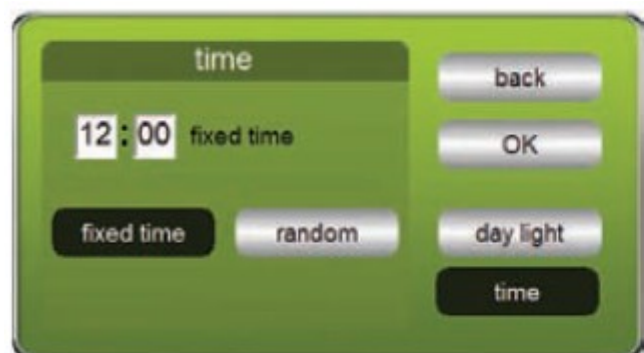 time
12:00 fixed time
fixed time
random
back
OK
day light
time